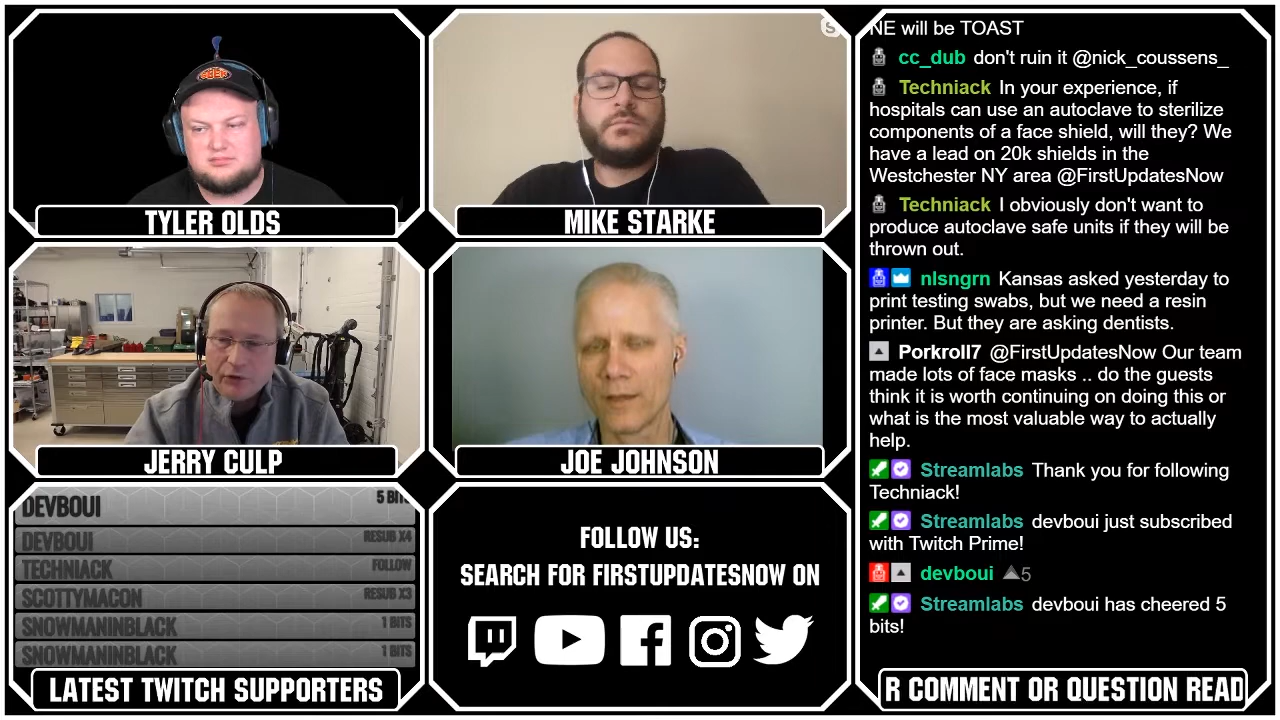 TYLER OLDS
MIKE STARKE
JERRY CULP
JOE JOHNSON
DEVBOUI 5 BITS
DEVBOUI RESUB X4
TECHNIACK FOLLOW
SCOTTYMACON RESUB X3
SNOWMANINBLACK 1 BITS
SNOWMANINBLACK 1 BITS
LATEST TWITCH SUPPORTERS
FOLLOW US:
SEARCH FOR FIRSTUPDATESNOW ON
NE will be TOAST
cc_dub don't ruin it @nick_coussens_
Techniack In your experience, if
hospitals can use an autoclave to sterilize
components of a face shield, will they? We
have a lead on 20k shields in the
Westchester NY area @FirstUpdatesNow
Techniack I obviously don't want to
produce autoclave safe units if they will be
thrown out.
nlsngrn Kansas asked yesterday to
print testing swabs, but we need a resin
printer. But they are asking dentists.
Porkroll7 @FirstUpdatesNow Our team
made lots of face masks .. do the guests
think it is worth continuing on doing this or
what is the most valuable way to actually
help.
Streamlabs Thank you for following
Techniack!
Streamlabs devboui just subscribed
with Twitch Prime!
devboui 5
Streamlabs devboui has cheered 5
bits!
R COMMENT OR QUESTION READ